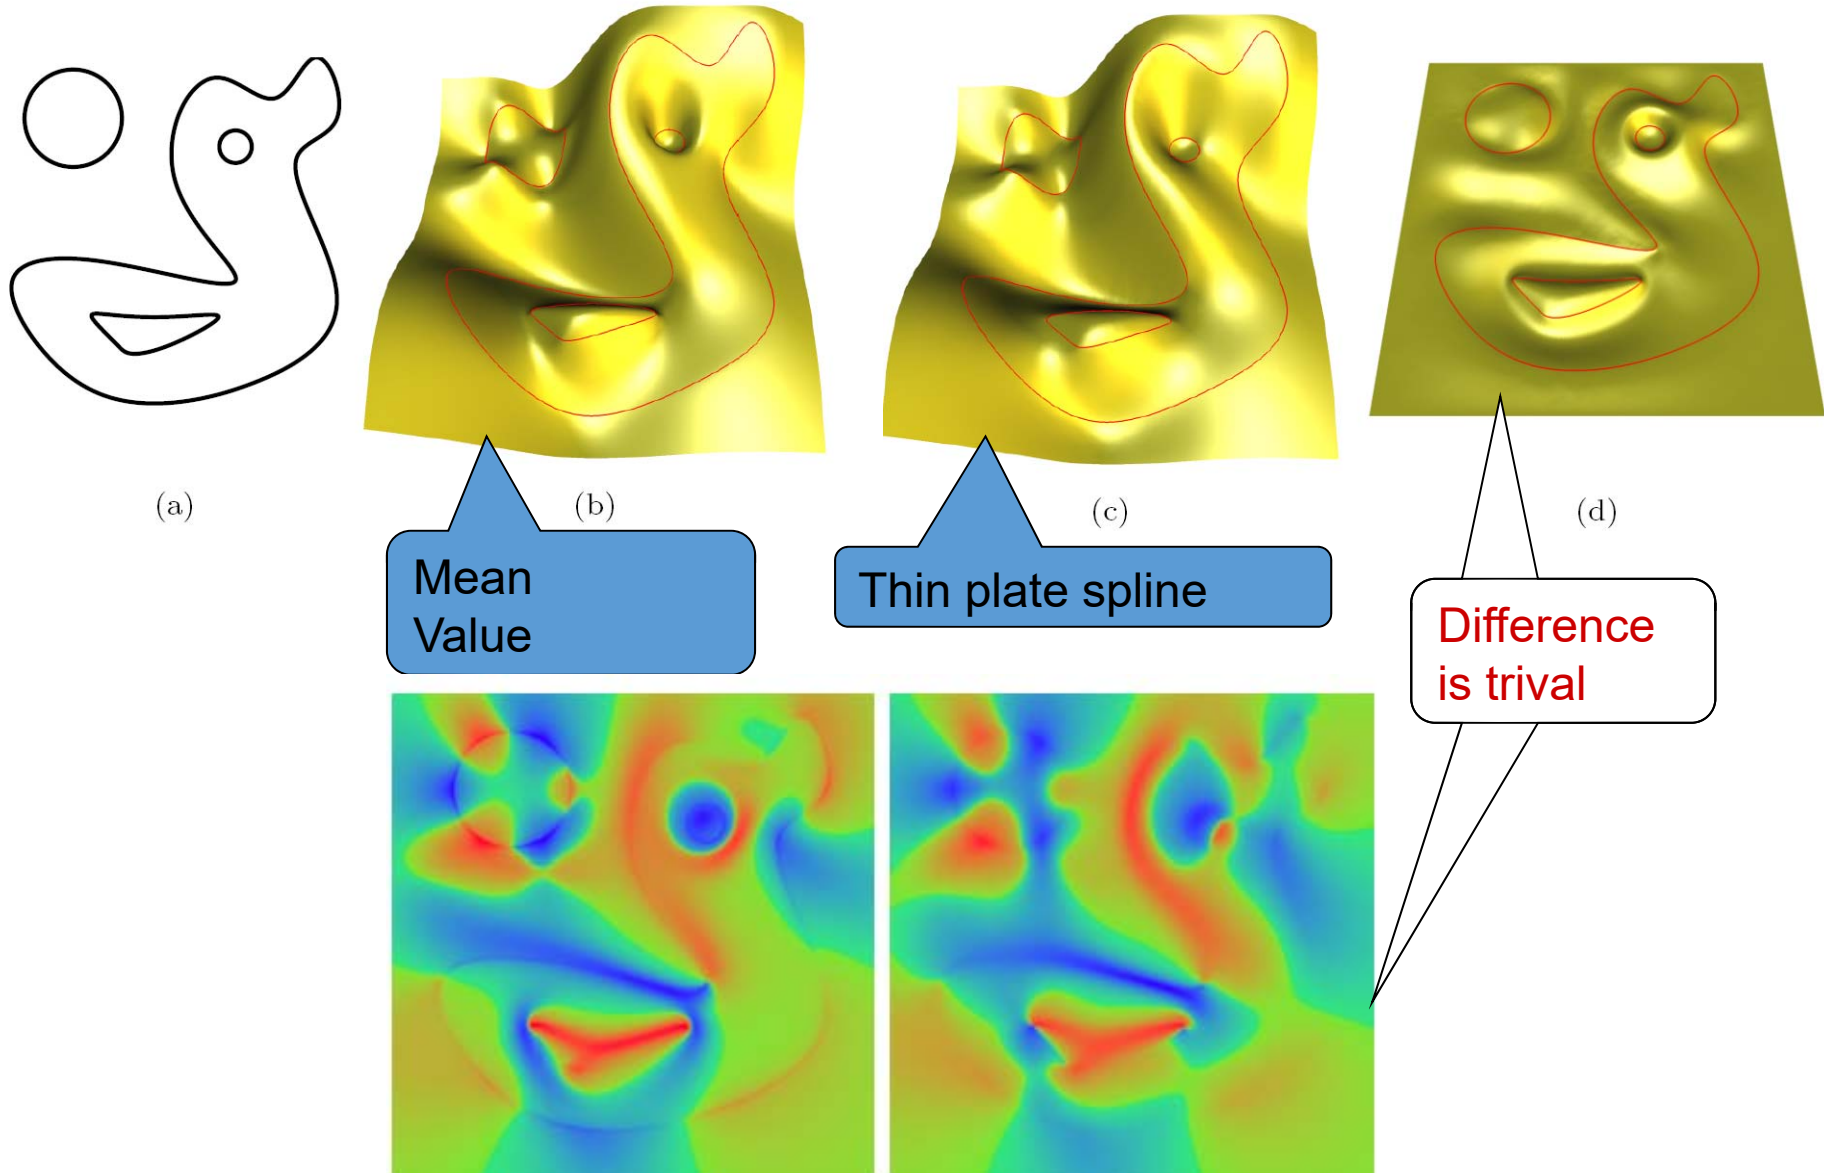 (a)
(b)
(c)
(d)
Mean
Value
Thin plate spline
Difference
is trival